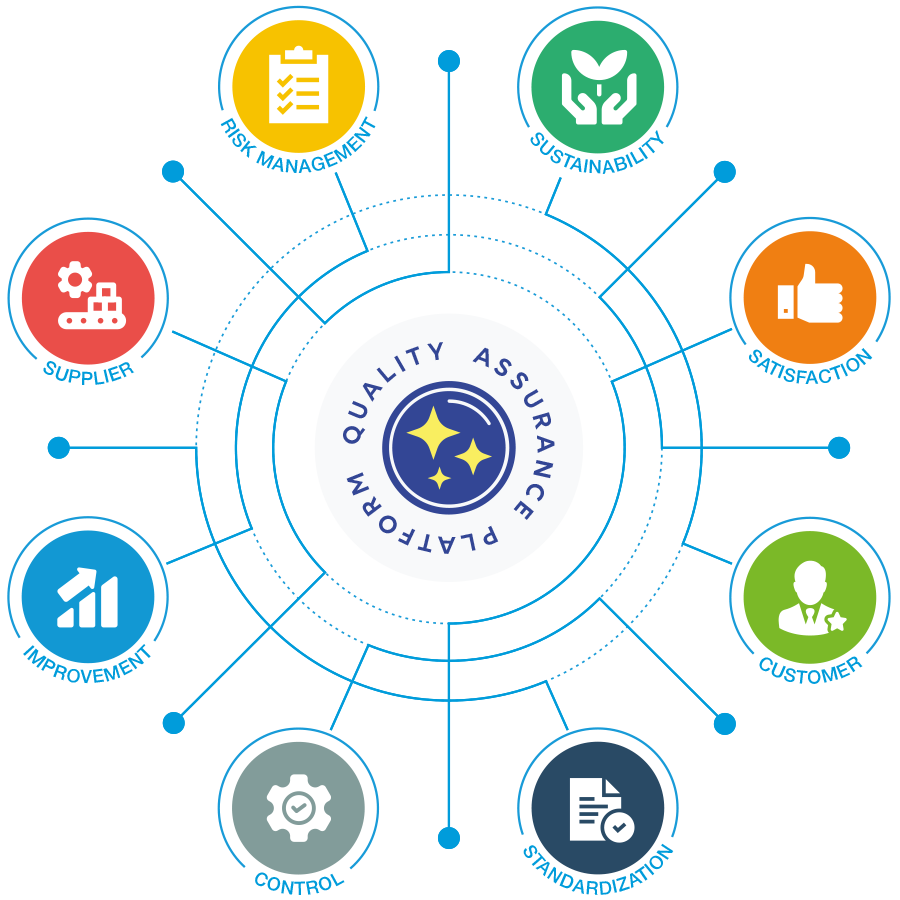 RISK MANAGEMENT
SUSTAINABILITY
SUPPLIER
SATISFACTION
QUALITY ASSURANCE PLATFORM
IMPROVEMENT
CUSTOMER
CONTROL
STANDARDIZATION